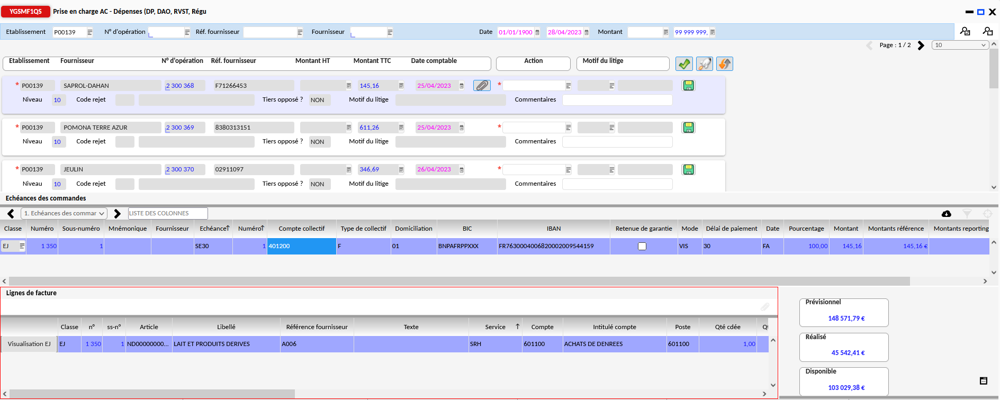 YGSMF1QS Prise en charge AC - Dépenses (DP, DAO, RVST, Régu
Etablissement P00139 N° d'opération Réf. fournisseur Fournisseur Date 01/01/1900 28/04/2023 Montant 99 999 999,
Page : 1 / 2 10
Etablissement Fournisseur N° d'opération Réf. fournisseur Montant HT Montant TTC Date comptable Action Motif du litige
* P00139 SAPROL-DAHAN 2 300 368 F71266453 145,16 25/04/2023 *
Niveau 10 Code rejet Tiers opposé ? NON Motif du litige Commentaires
* P00139 POMONA TERRE AZUR 2 300 369 8380313151 611,26 25/04/2023 *
Niveau 10 Code rejet Tiers opposé ? NON Motif du litige Commentaires
* P00139 JEULIN 2 300 370 02911097 346,69 26/04/2023 *
Niveau 10 Code rejet Tiers opposé ? NON Motif du litige Commentaires
Echéances des commandes
1. Echéances des commar LISTE DES COLONNES
Classe Numéro Sous-numéro Mnémonique Fournisseur Echéance Numéro Compte collectif Type de collectif Domiciliation BIC IBAN Retenue de garantie Mode Délai de paiement Date Pourcentage Montant Montants référence Montants reporting
EJ 1 350 1 SE30 1 401200 F 01 BNPAFRPPXXX FR7630004006820002009544159 VIS 30 FA 100,00 145,16 145,16 €
Lignes de facture
Classe n° ss-n° Article Libellé Référence fournisseur Texte Service Compte Intitulé compte Poste Qté cdée
Visualisation EJ EJ 1 350 1 ND00000000... LAIT ET PRODUITS DERIVES A006 SRH 601100 ACHATS DE DENREES 601100 1,00
Prévisionnel
148 571,79 €
Réalisé
45 542,41 €
Disponible
103 029,38 €